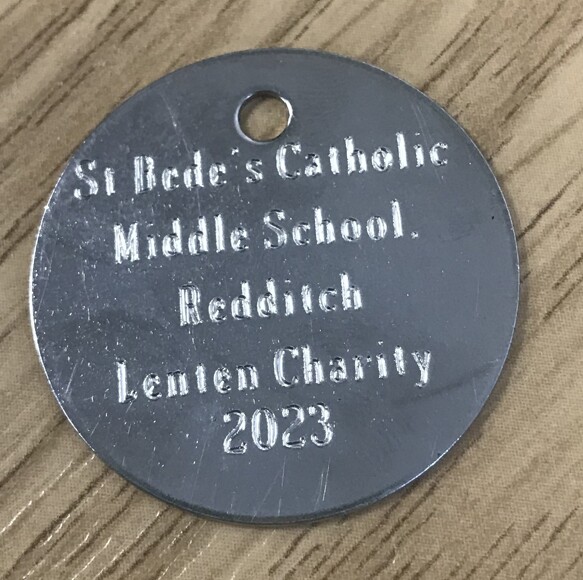 St Bede's Catholic
Middle School.
Redditch
Lenten Charity
2023